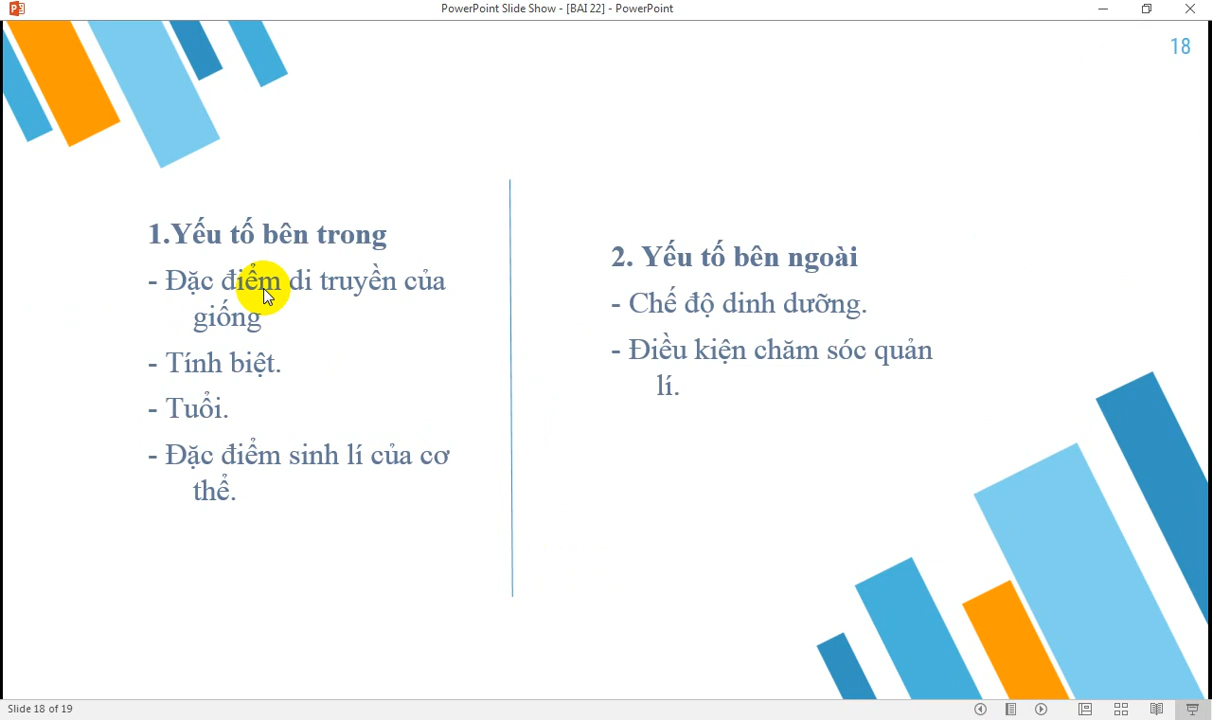 PowerPoint Slide Show - [BAI 22] - PowerPoint
18
1.Yếu tố bên trong
- Đặc điểm di truyền của
giống
- Tính biệt.
- Tuổi.
- Đặc điểm sinh lí của cơ
thể.
2. Yếu tố bên ngoài
- Chế độ dinh dưỡng.
- Điều kiện chăm sóc quản
lí.
Slide 18 of 19